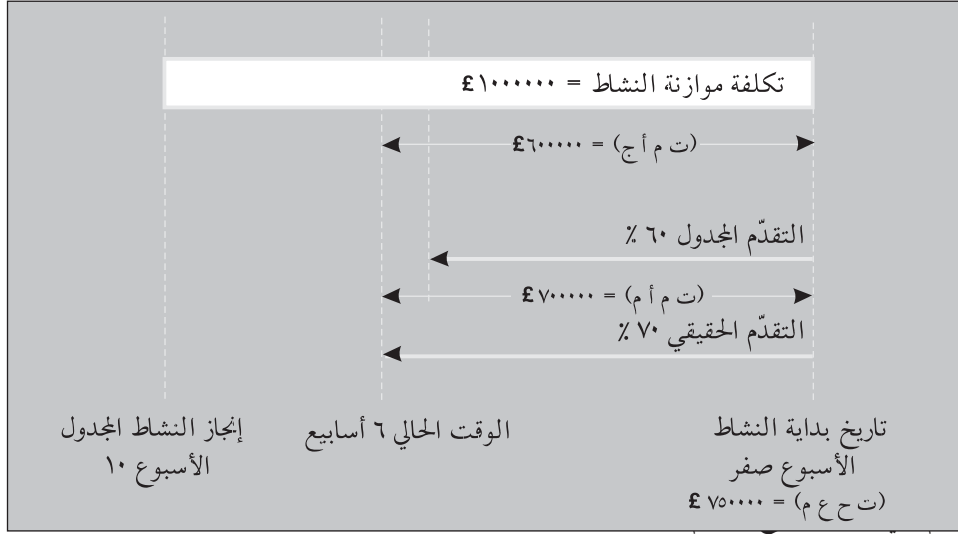 تكلفة موازنة النشاط = £١٠٠٠٠٠٠
(ت م أ ج) = £٦٠٠٠٠٠
التقدّم المجدول ٦٠ ٪
(ت م أ م) = £٧٠٠٠٠٠
التقدّم الحقيقي ٧٠ ٪
تاريخ بداية النشاط
الأسبوع صفر
(ت ح ع م) = £٧٥٠٠٠٠
الوقت الحالي ٦ أسابيع
إنجاز النشاط المجدول
الأسبوع ١٠